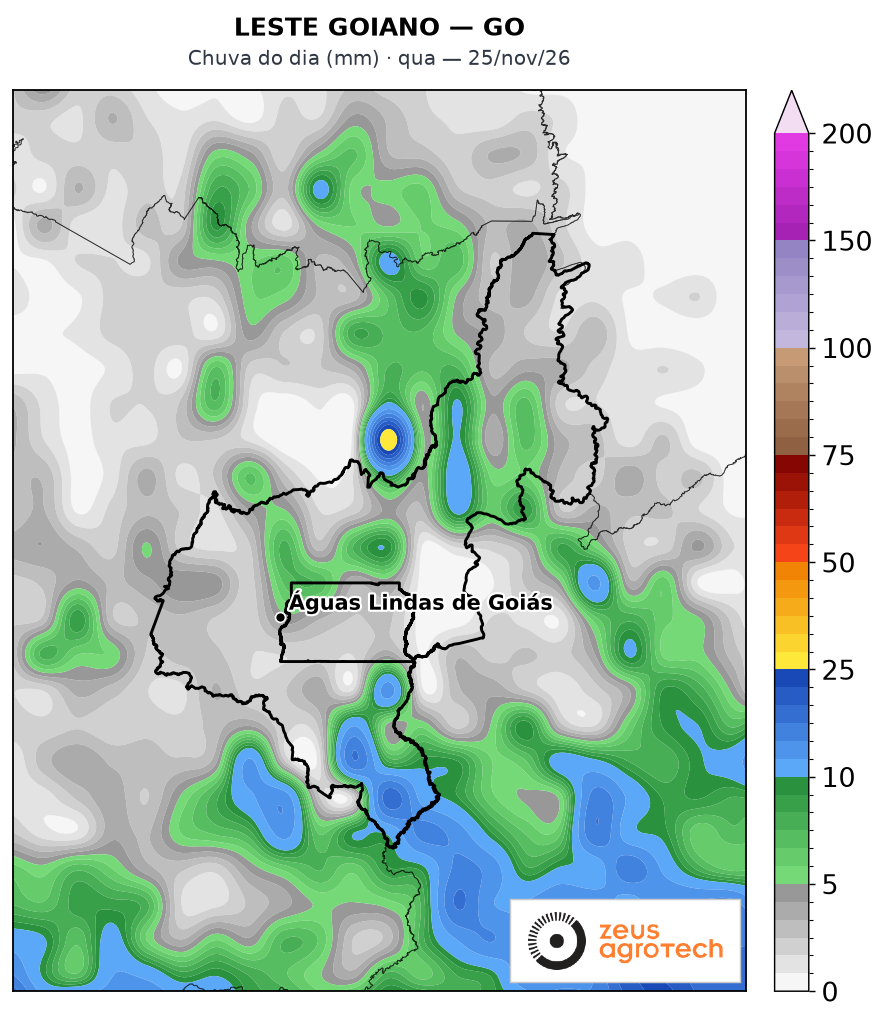 LESTE GOIANO — GO
Chuva do dia (mm) · qua — 25/nov/26
200
150
100
75
50
25
10
5
0
Águas Lindas de Goiás
zeus
agrotech